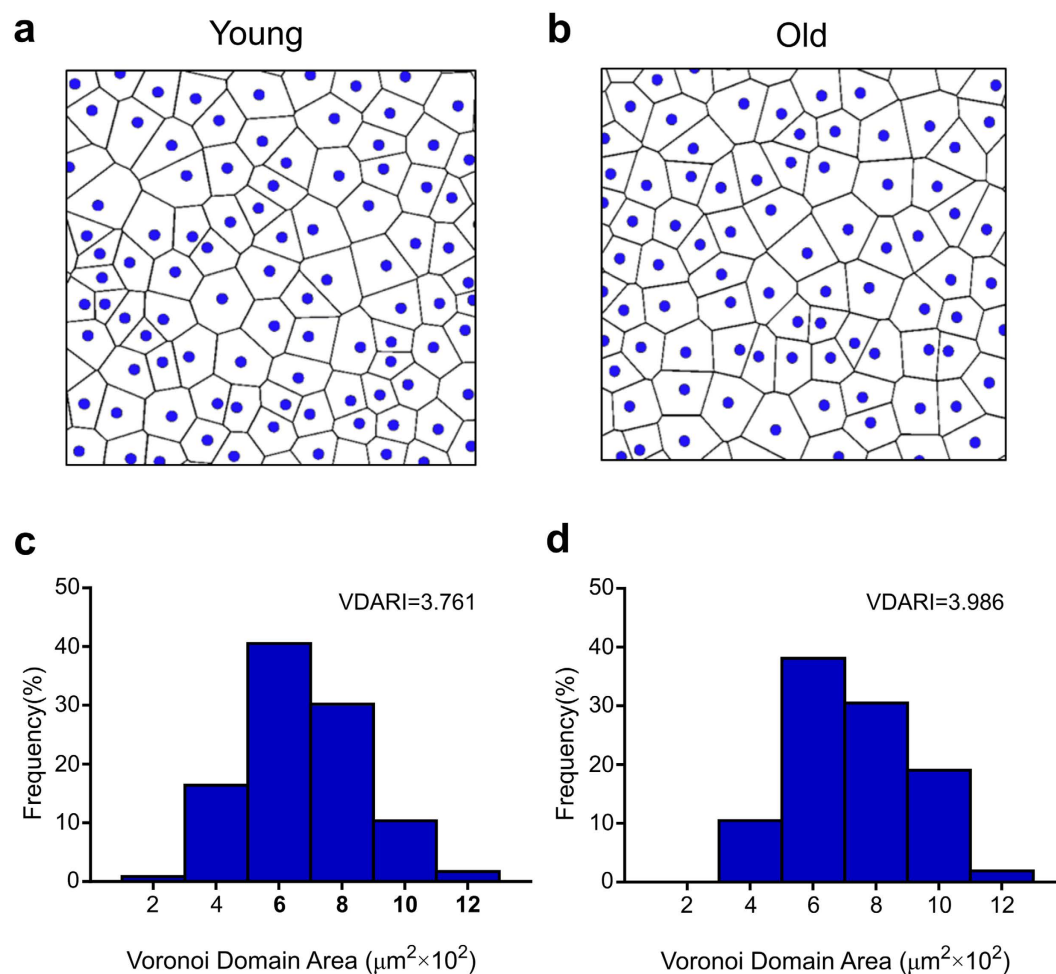 a
Young
b
Old
c
50
40
30
20
10
0
Frequency(%)
VDARI=3.761
2 4 6 8 10 12
Voronoi Domain Area (μm²×10²)
d
50
40
30
20
10
0
Frequency(%)
VDARI=3.986
2 4 6 8 10 12
Voronoi Domain Area (μm²×10²)